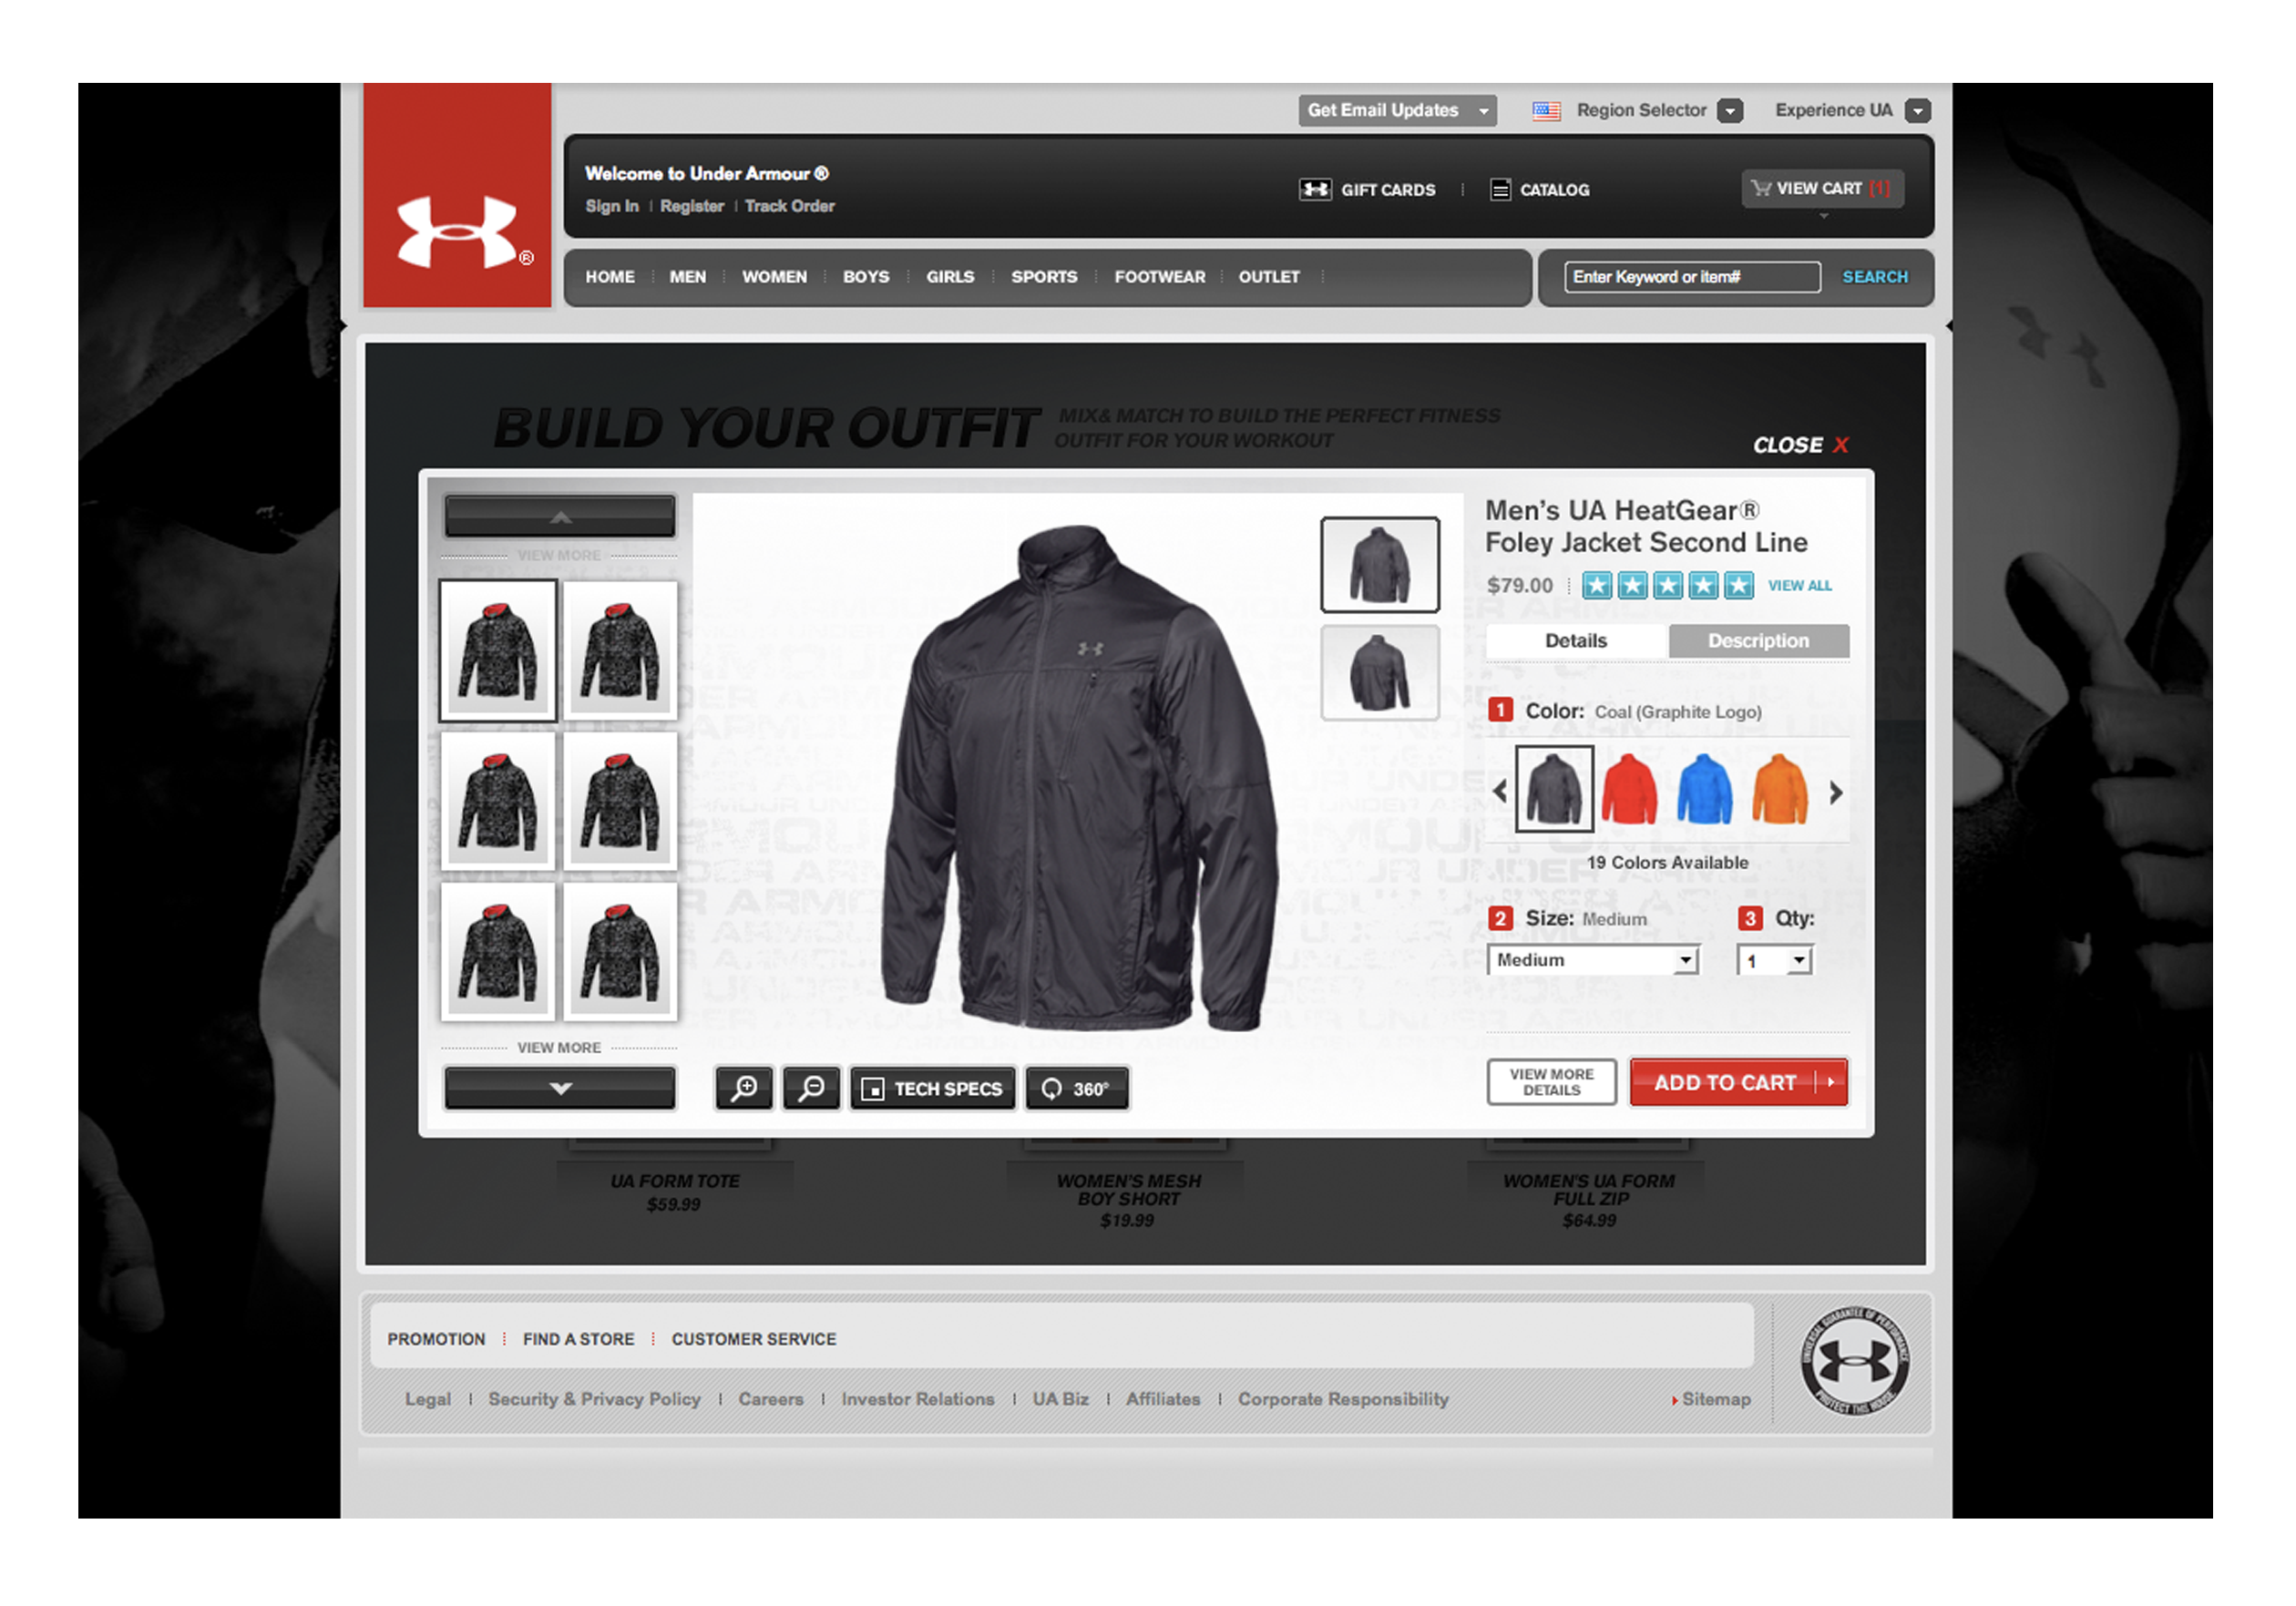 Get Email Updates
Region Selector
Experience UA
Welcome to Under Armour ®
Sign In | Register | Track Order
GIFT CARDS
CATALOG
VIEW CART [1]
®
HOME
MEN
WOMEN
BOYS
GIRLS
SPORTS
FOOTWEAR
OUTLET
Enter Keyword or item#
SEARCH
BUILD YOUR OUTFIT
MIX& MATCH TO BUILD THE PERFECT FITNESS
OUTFIT FOR YOUR WORKOUT
CLOSE X
VIEW MORE
VIEW MORE
TECH SPECS
360°
Men's UA HeatGear®
Foley Jacket Second Line
$79.00
VIEW ALL
Details
Description
1 Color: Coal (Graphite Logo)
19 Colors Available
2 Size: Medium
3 Qty:
Medium
1
VIEW MORE
DETAILS
ADD TO CART
UA FORM TOTE
$59.99
WOMEN'S MESH
BOY SHORT
$19.99
WOMEN'S UA FORM
FULL ZIP
$64.99
PROMOTION
FIND A STORE
CUSTOMER SERVICE
Legal | Security & Privacy Policy | Careers | Investor Relations | UA Biz | Affiliates | Corporate Responsibility
Sitemap
UNIVERSAL GUARANTEE OF PERFORMANCE
PROTECT THIS HOUSE